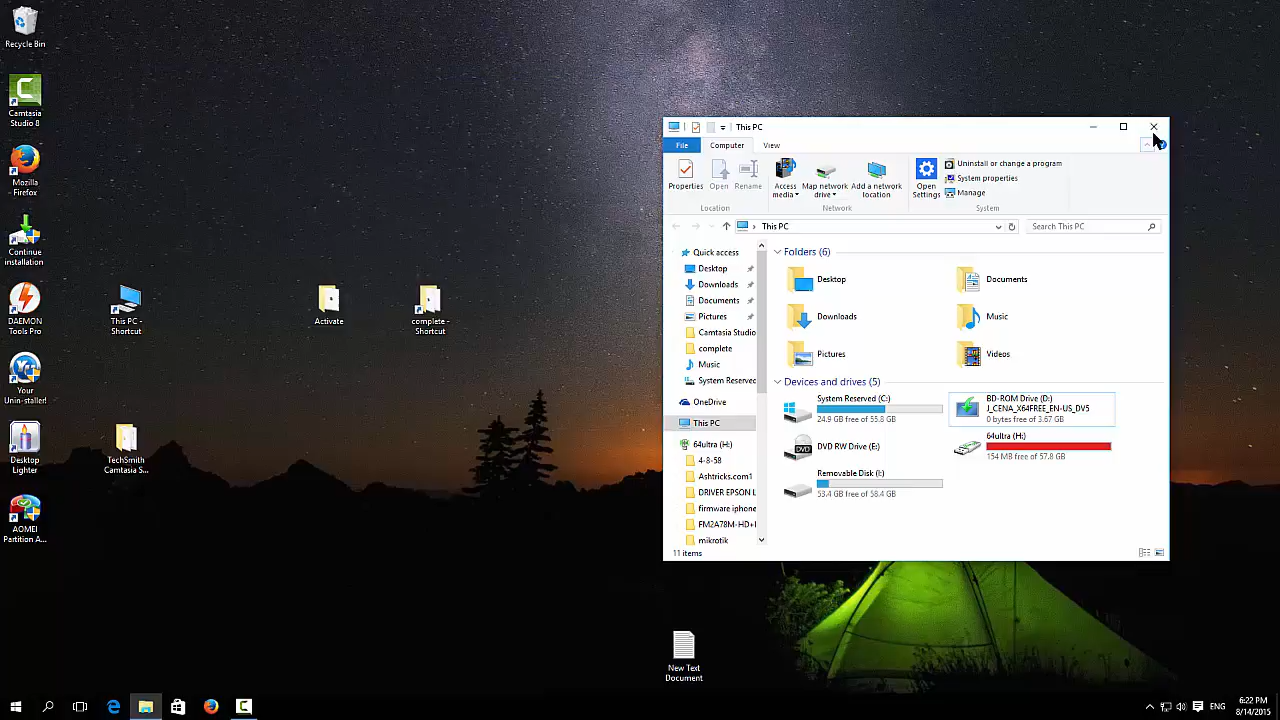 Recycle Bin
Camtasia
Studio 8
Mozilla
Firefox
Continue
installation
DAEMON
Tools Pro
Your
Unin-staller!
Desktop
Lighter
AOMEI
Partition A...
This PC -
Shortcut
TechSmith
Camtasia S...
Activate
complete -
Shortcut
New Text
Document
This PC
File
Computer
View
Properties
Open
Rename
Location
Access
media
Map network
drive
Add a network
location
Network
Open
Settings
Uninstall or change a program
System properties
Manage
System
This PC
Search This PC
Quick access
Desktop
Downloads
Documents
Pictures
Camtasia Studio
complete
Music
System Reserved
OneDrive
This PC
64ultra (H:)
4-8-58
Ashtricks.com1
DRIVER EPSON L
firmware iphone
FM2A78M-HD+
mikrotik
Folders (6)
Desktop
Documents
Downloads
Music
Pictures
Videos
Devices and drives (5)
System Reserved (C:)
24.9 GB free of 55.8 GB
BD-ROM Drive (D:)
J_CENA_X64FREE_EN-US_DV5
0 bytes free of 3.67 GB
DVD RW Drive (E:)
64ultra (H:)
154 MB free of 57.8 GB
Removable Disk (I:)
53.4 GB free of 58.4 GB
11 items
ENG
6:22 PM
8/14/2015